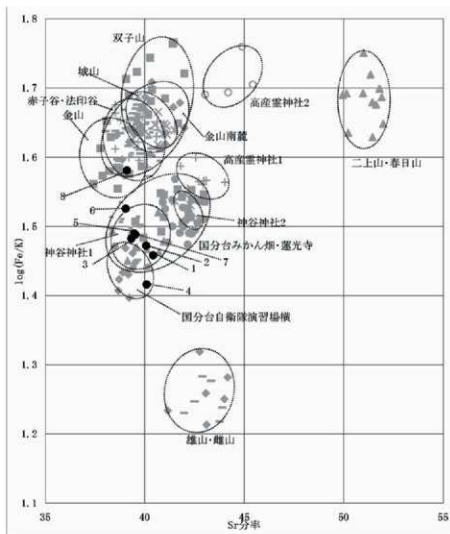 1.8
双子山
城山
赤子谷・法印谷
1.7
高産霊神社2
金山
金山南麓
二上山・春日山
1.6
高産霊神社1
8
6
神谷神社2
5
1.5
国分台みかん畑・蓮光寺
神谷神社1
3
7
2
1
4
1.4
国分台自衛隊演習場横
log(Fe/K)
1.3
1.2
雄山・雌山
1.1
35
40
45
50
55
Sr分率